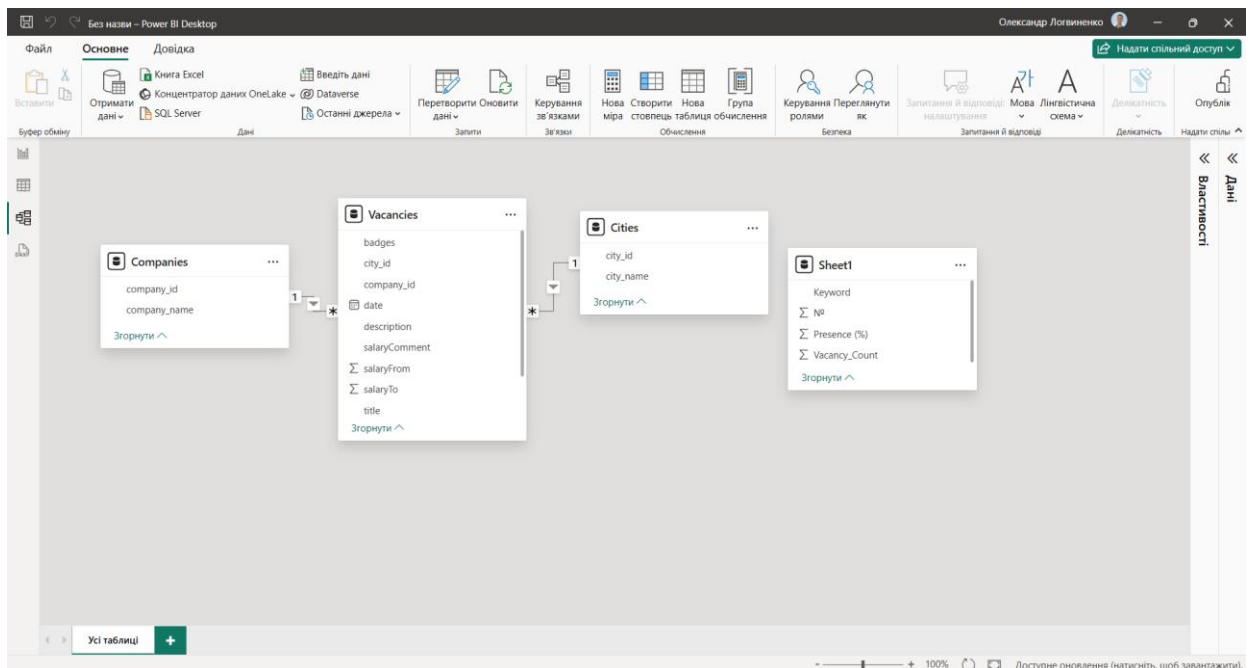 Без назви – Power BI Desktop
Олександр Логвиненко
Файл
Основне
Довідка
Надати спільний доступ
Вставити
Буфер обміну
Отримати дані
Книга Excel
Концентратор даних OneLake
SQL Server
Введіть дані
Dataverse
Останні джерела
Дані
Перетворити дані
Оновити
Запити
Керування зв'язками
Зв'язки
Нова міра
Створити стовпець
Нова таблиця
Група обчислення
Обчислення
Керування ролями
Переглянути як
Безпека
Запитання й відповіді: налаштування
Мова
Лінгвістична схема
Запитання й відповіді
Делікатність
Делікатність
Опублік
Надати спільн
Companies
company_id
company_name
Згорнути
1
*
Vacancies
badges
city_id
company_id
date
description
salaryComment
∑ salaryFrom
∑ salaryTo
title
Згорнути
*
1
Cities
city_id
city_name
Згорнути
Sheet1
Keyword
∑ №
∑ Presence (%)
∑ Vacancy_Count
Згорнути
Властивості
Дані
Усі таблиці
100%
Доступне оновлення (натисніть, щоб завантажити)